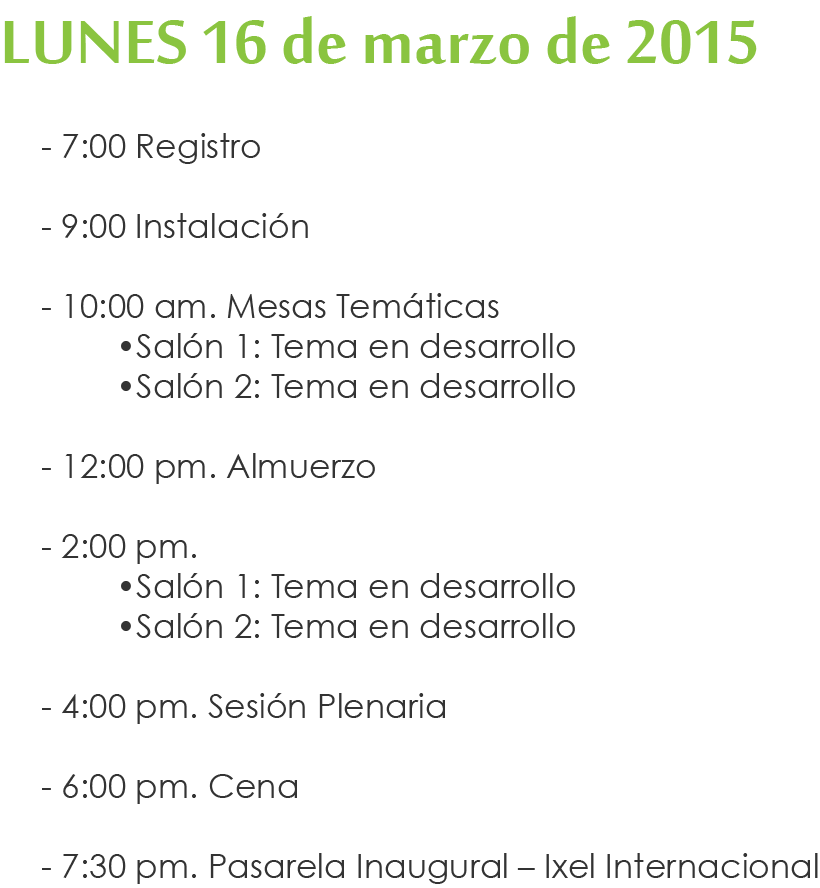 LUNES 16 de marzo de 2015
- 7:00 Registro
- 9:00 Instalación
- 10:00 am. Mesas Temáticas
•Salón 1: Tema en desarrollo
•Salón 2: Tema en desarrollo
- 12:00 pm. Almuerzo
- 2:00 pm.
•Salón 1: Tema en desarrollo
•Salón 2: Tema en desarrollo
- 4:00 pm. Sesión Plenaria
- 6:00 pm. Cena
- 7:30 pm. Pasarela Inaugural – Ixel Internacional